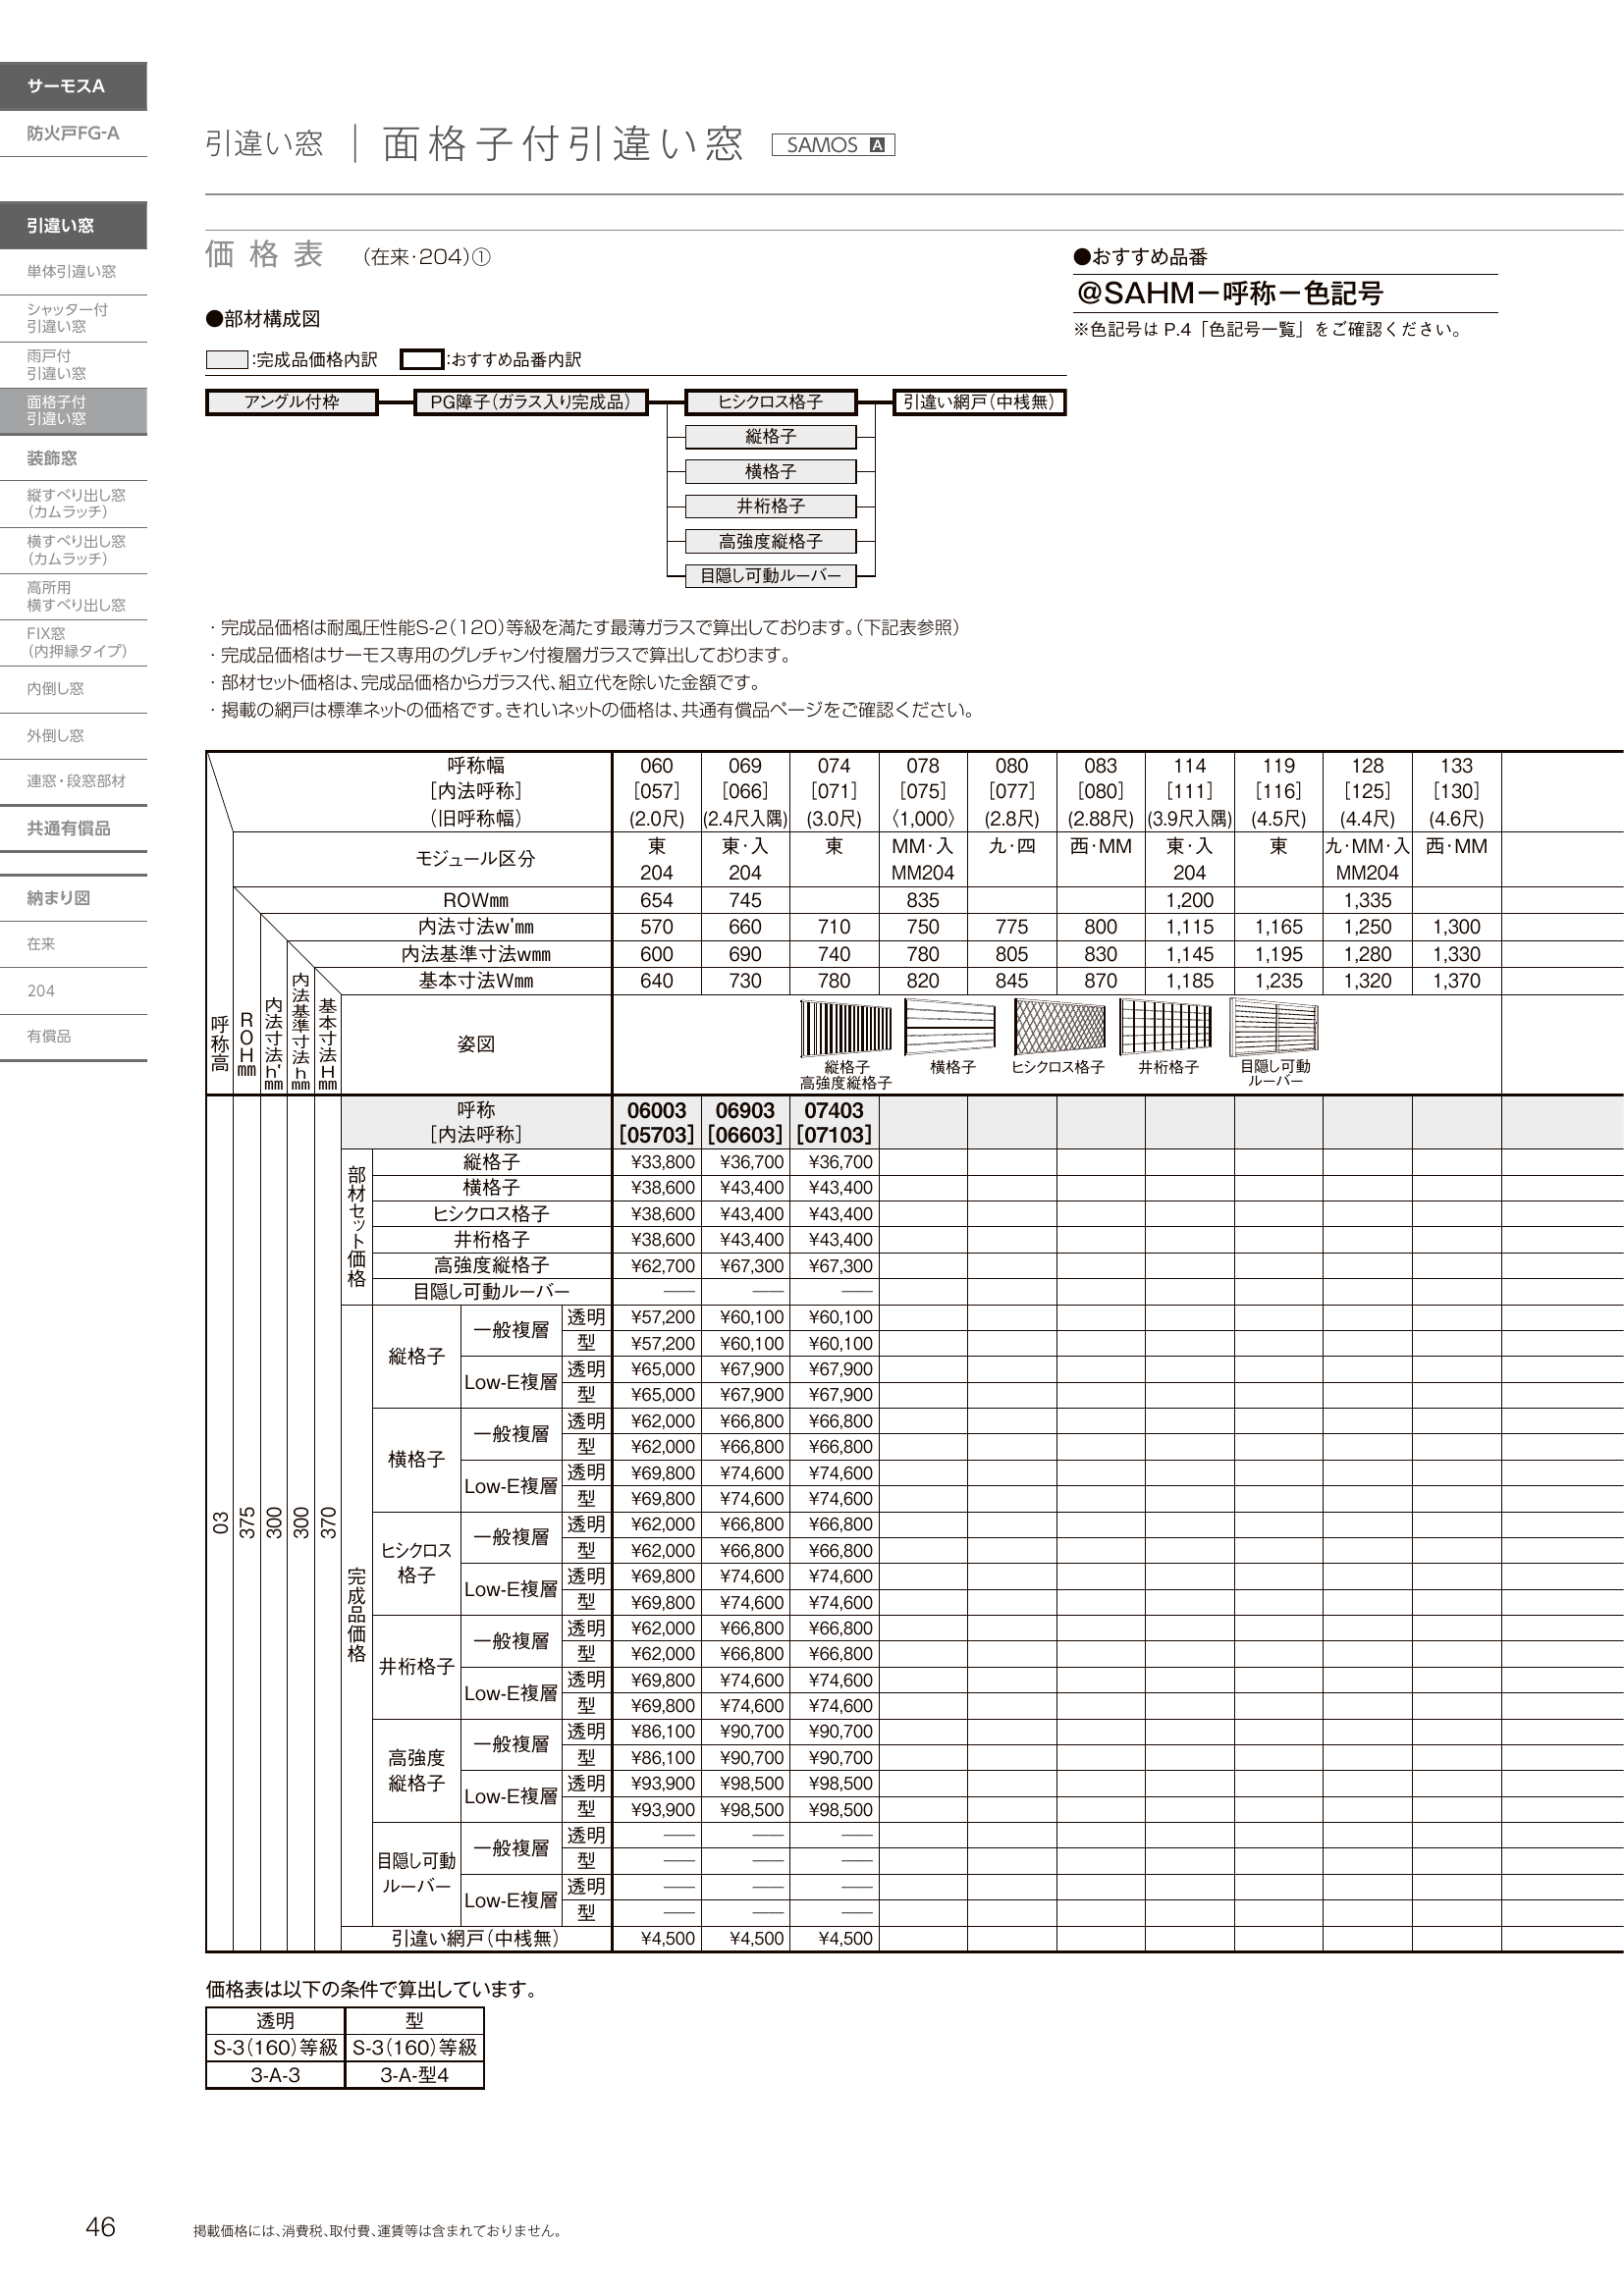 サーモスA
防火戸FG-A
引違い窓
単体引違い窓
シャッター付
引違い窓
雨戸付
引違い窓
面格子付
引違い窓
装飾窓
縦すべり出し窓
（カムラッチ）
横すべり出し窓
（カムラッチ）
高所用
横すべり出し窓
FIX窓
（内押縁タイプ）
内倒し窓
外倒し窓
連窓・段窓部材
共通有償品
納まり図
在来
204
有償品
引違い窓｜面格子付引違い窓 SAMOS A
価格表 （在来・204）①
●おすすめ品番
@SAHM－呼称－色記号
※色記号は P.4「色記号一覧」をご確認ください。
●部材構成図
：完成品価格内訳 ：おすすめ品番内訳
アングル付枠 PG障子（ガラス入り完成品） ヒシクロス格子 引違い網戸（中桟無）
縦格子
横格子
井桁格子
高強度縦格子
目隠し可動ルーバー
・完成品価格は耐風圧性能S-2（120）等級を満たす最薄ガラスで算出しております。（下記表参照）
・完成品価格はサーモス専用のグレチャン付複層ガラスで算出しております。
・部材セット価格は、完成品価格からガラス代、組立代を除いた金額です。
・掲載の網戸は標準ネットの価格です。きれいネットの価格は、共通有償品ページをご確認ください。
呼称幅 060 069 074 078 080 083 114 119 128 133
［内法呼称］ ［057］ ［066］ ［071］ ［075］ ［077］ ［080］ ［111］ ［116］ ［125］ ［130］
（旧呼称幅） (2.0尺) (2.4尺入隅) (3.0尺) 〈1,000〉 (2.8尺) (2.88尺) (3.9尺入隅) (4.5尺) (4.4尺) (4.6尺)
モジュール区分 東 東・入 東 MM・入 九・四 西・MM 東・入 東 九・MM・入 西・MM
204 204 MM204 204 MM204
ROW㎜ 654 745 835 1,200 1,335
内法寸法w'㎜ 570 660 710 750 775 800 1,115 1,165 1,250 1,300
内法基準寸法w㎜ 600 690 740 780 805 830 1,145 1,195 1,280 1,330
基本寸法W㎜ 640 730 780 820 845 870 1,185 1,235 1,320 1,370
呼称高 ROH㎜ 内法寸法h'㎜ 内法基準寸法h㎜ 基本寸法H㎜
姿図
縦格子 横格子 ヒシクロス格子 井桁格子 目隠し可動
高強度縦格子 ルーバー
呼称 06003 06903 07403
［内法呼称］ ［05703］ ［06603］ ［07103］
03 375 300 300 370
部材セット価格
縦格子 ¥33,800 ¥36,700 ¥36,700
横格子 ¥38,600 ¥43,400 ¥43,400
ヒシクロス格子 ¥38,600 ¥43,400 ¥43,400
井桁格子 ¥38,600 ¥43,400 ¥43,400
高強度縦格子 ¥62,700 ¥67,300 ¥67,300
目隠し可動ルーバー —— —— ——
完成品価格
縦格子 一般複層 透明 ¥57,200 ¥60,100 ¥60,100
型 ¥57,200 ¥60,100 ¥60,100
Low-E複層 透明 ¥65,000 ¥67,900 ¥67,900
型 ¥65,000 ¥67,900 ¥67,900
横格子 一般複層 透明 ¥62,000 ¥66,800 ¥66,800
型 ¥62,000 ¥66,800 ¥66,800
Low-E複層 透明 ¥69,800 ¥74,600 ¥74,600
型 ¥69,800 ¥74,600 ¥74,600
ヒシクロス格子 一般複層 透明 ¥62,000 ¥66,800 ¥66,800
型 ¥62,000 ¥66,800 ¥66,800
Low-E複層 透明 ¥69,800 ¥74,600 ¥74,600
型 ¥69,800 ¥74,600 ¥74,600
井桁格子 一般複層 透明 ¥62,000 ¥66,800 ¥66,800
型 ¥62,000 ¥66,800 ¥66,800
Low-E複層 透明 ¥69,800 ¥74,600 ¥74,600
型 ¥69,800 ¥74,600 ¥74,600
高強度縦格子 一般複層 透明 ¥86,100 ¥90,700 ¥90,700
型 ¥86,100 ¥90,700 ¥90,700
Low-E複層 透明 ¥93,900 ¥98,500 ¥98,500
型 ¥93,900 ¥98,500 ¥98,500
目隠し可動ルーバー 一般複層 透明 —— —— ——
型 —— —— ——
Low-E複層 透明 —— —— ——
型 —— —— ——
引違い網戸（中桟無） ¥4,500 ¥4,500 ¥4,500
価格表は以下の条件で算出しています。
透明 型
S-3（160）等級 S-3（160）等級
3-A-3 3-A-型4
46
掲載価格には、消費税、取付費、運賃等は含まれておりません。